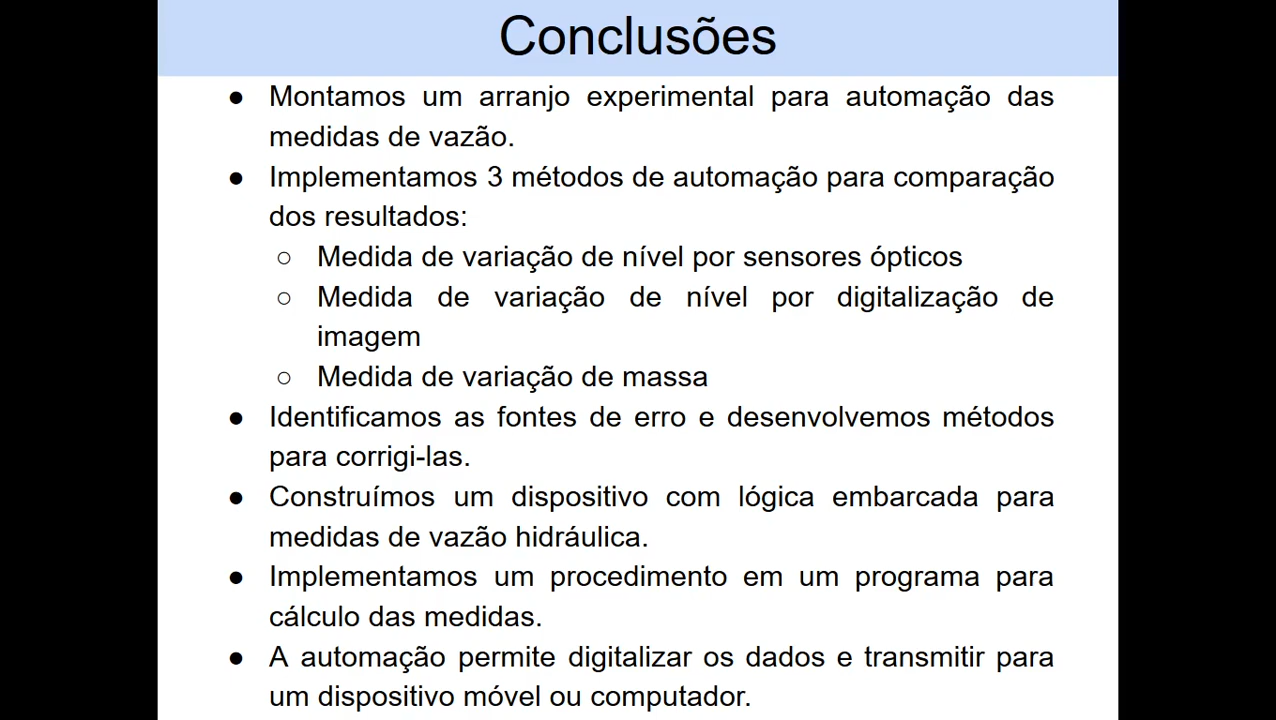 Conclusões
● Montamos um arranjo experimental para automação das
medidas de vazão.
● Implementamos 3 métodos de automação para comparação
dos resultados:
○ Medida de variação de nível por sensores ópticos
○ Medida de variação de nível por digitalização de
imagem
○ Medida de variação de massa
● Identificamos as fontes de erro e desenvolvemos métodos
para corrigi-las.
● Construímos um dispositivo com lógica embarcada para
medidas de vazão hidráulica.
● Implementamos um procedimento em um programa para
cálculo das medidas.
● A automação permite digitalizar os dados e transmitir para
um dispositivo móvel ou computador.